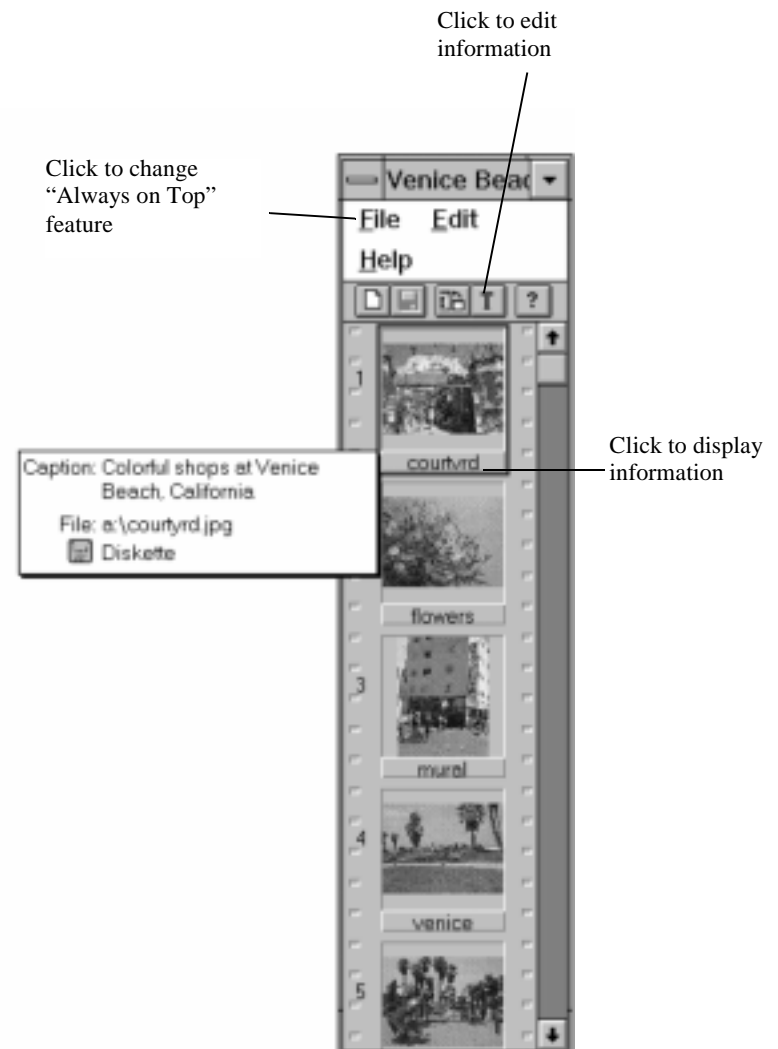 Click to edit
information
Click to change
“Always on Top”
feature
Venice Beac
File Edit
Help
T ?
1
courtyrd
Click to display
information
Caption: Colorful shops at Venice
Beach, California
File: a:\courtyrd.jpg
Diskette
flowers
3
mural
4
venice
5